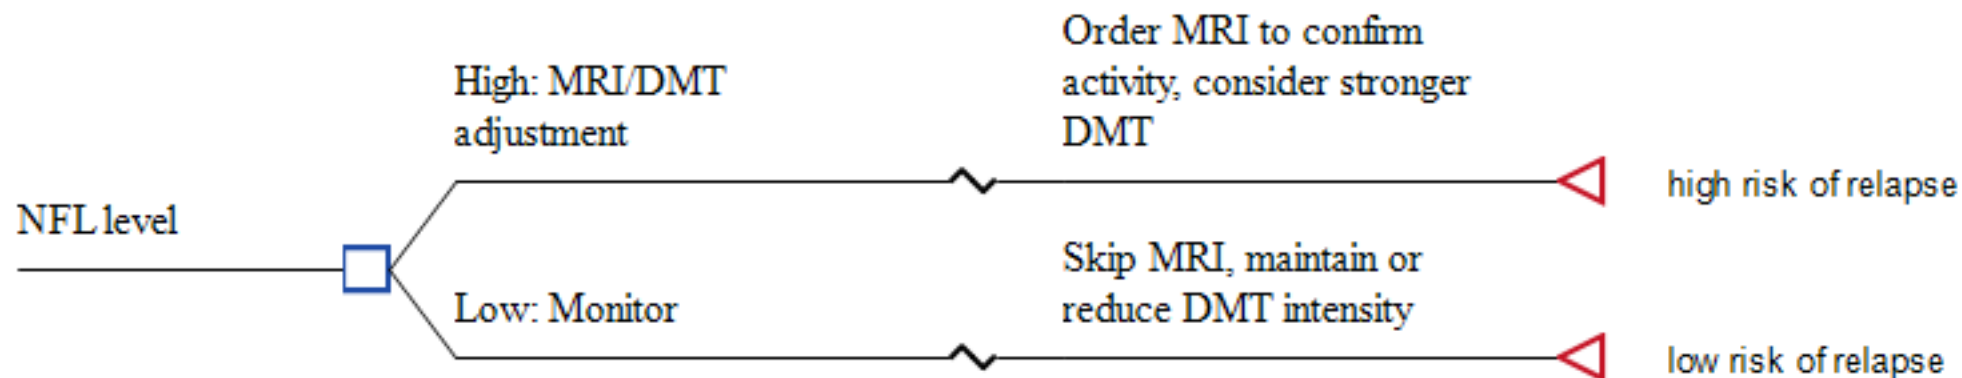 NFL level
High: MRI/DMT
adjustment
Order MRI to confirm
activity, consider stronger
DMT
high risk of relapse
Low: Monitor
Skip MRI, maintain or
reduce DMT intensity
low risk of relapse